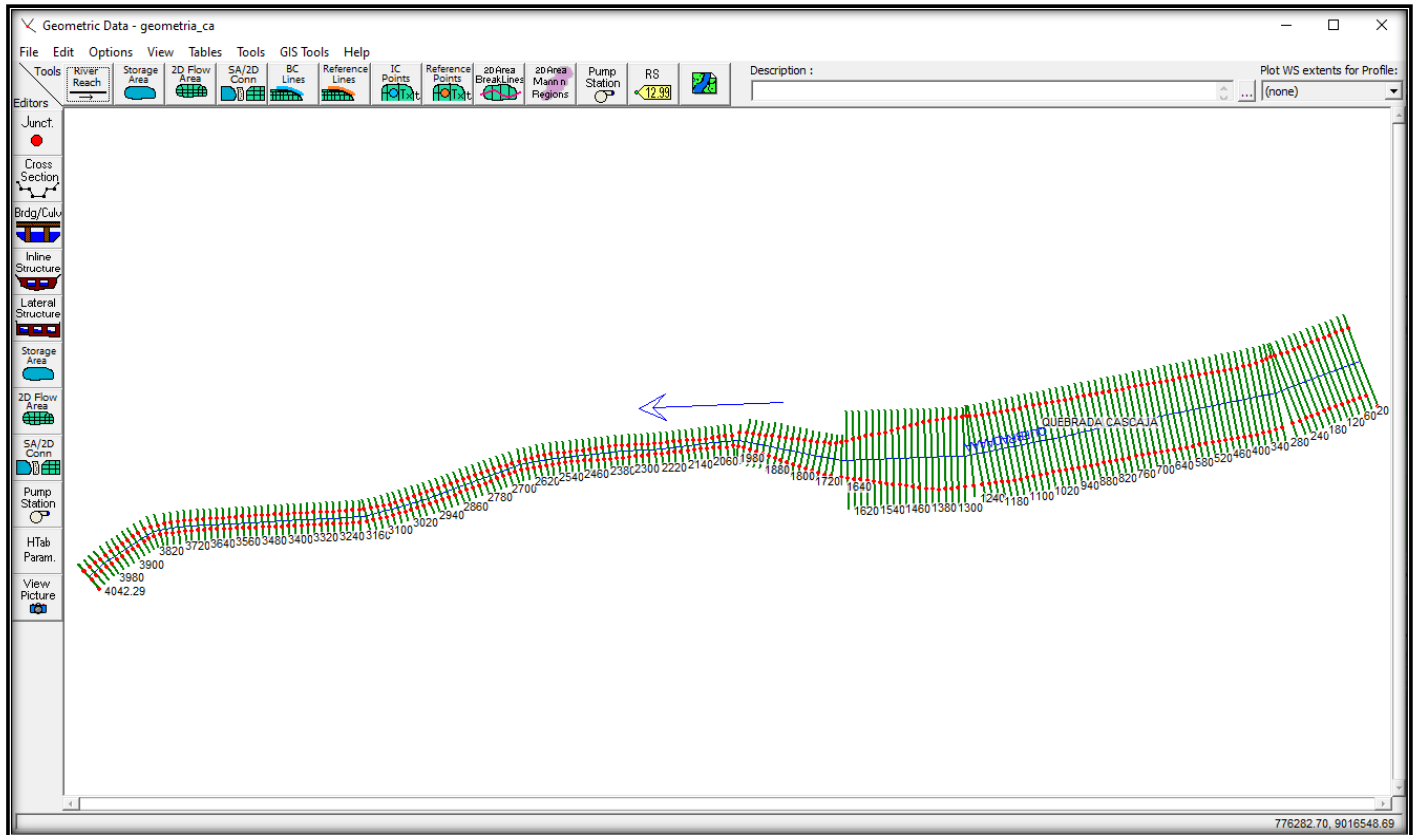 Geometric Data - geometria_ca
File Edit Options View Tables Tools GIS Tools Help
Tools
Editors
River Reach
Storage Area
2D Flow Area
SA/2D Conn
BC Lines
Reference Lines
IC Points
Reference Points
2D Area BreakLines
2D Area Mann n Regions
Pump Station
RS
12.99
Description :
...
Plot WS extents for Profile:
(none)
Junct.
Cross Section
Brdg/Culv
Inline Structure
Lateral Structure
Storage Area
2D Flow Area
SA/2D Conn
Pump Station
HTab Param.
View Picture
QUEBRADA CASCAJA
4042.29
3980
3900
3820
3720
3640
3560
3480
3400
3320
3240
3160
3100
3020
2940
2860
2780
2700
2620
2540
2460
2380
2300
2220
2140
2060
1980
1880
1800
1720
1640
1620
1540
1460
1380
1300
1240
1180
1100
1020
940
880
820
760
700
640
580
520
460
400
340
280
240
180
120
60
20
776282.70, 9016548.69